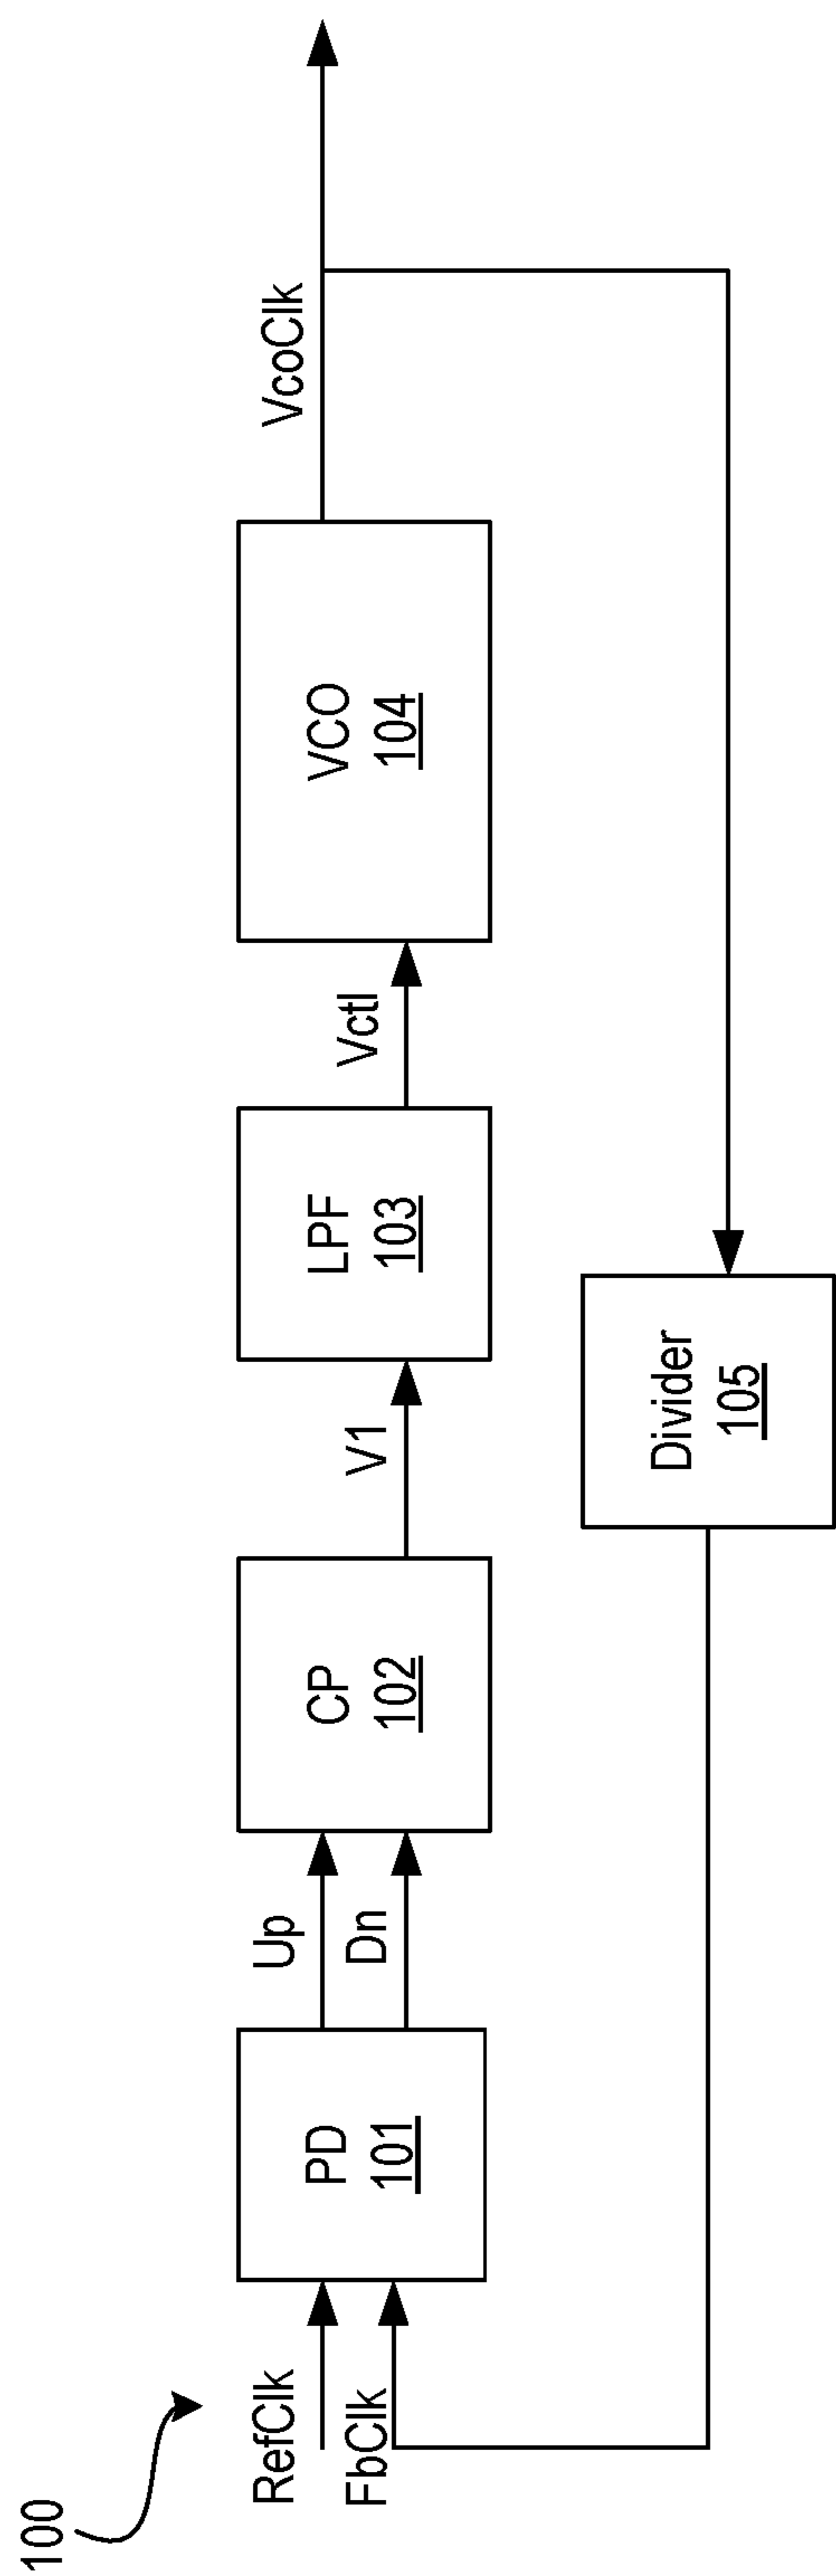 100
RefClk
FbClk
PD
101
Up
Dn
CP
102
V1
LPF
103
Vctl
VCO
104
VcoClk
Divider
105